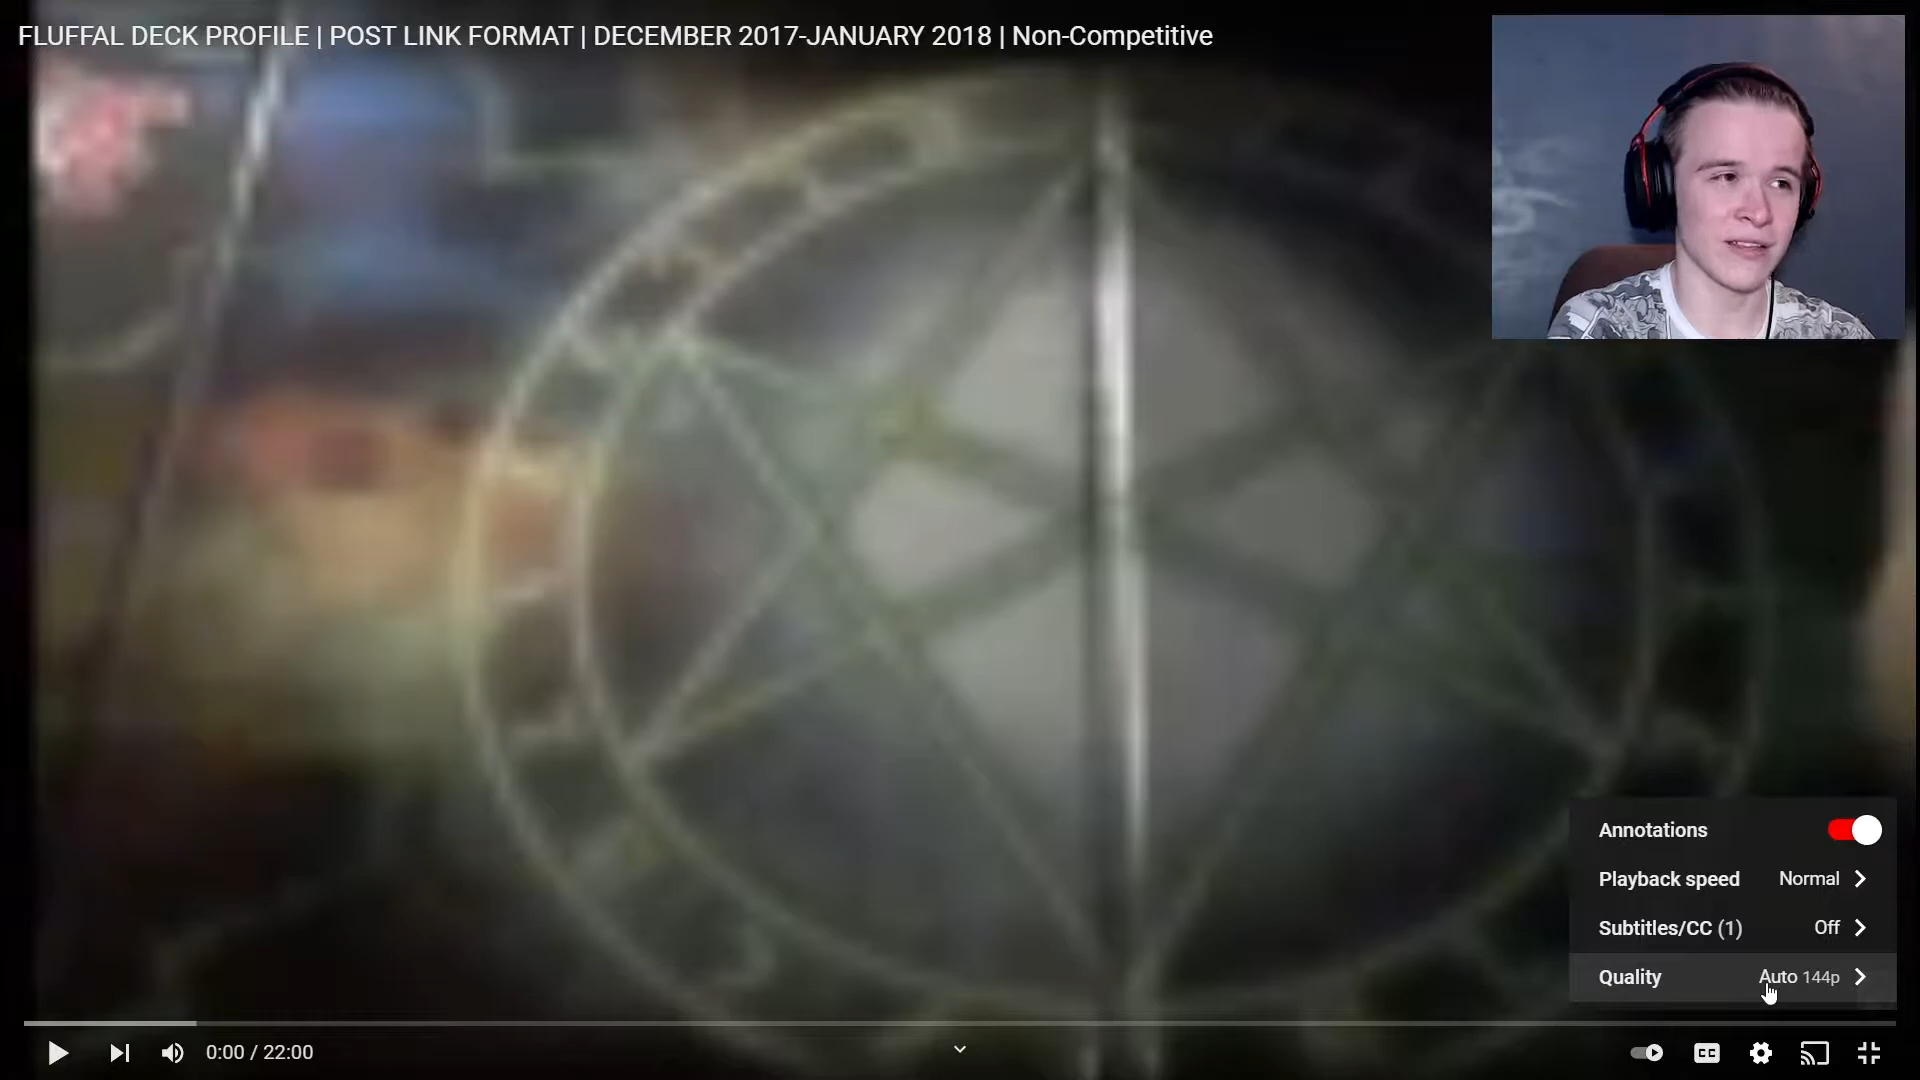 FLUFFAL DECK PROFILE | POST LINK FORMAT | DECEMBER 2017-JANUARY 2018 | Non-Competitive
Annotations
Playback speed Normal
Subtitles/CC (1) Off
Quality Auto 144p
0:00 / 22:00
CC